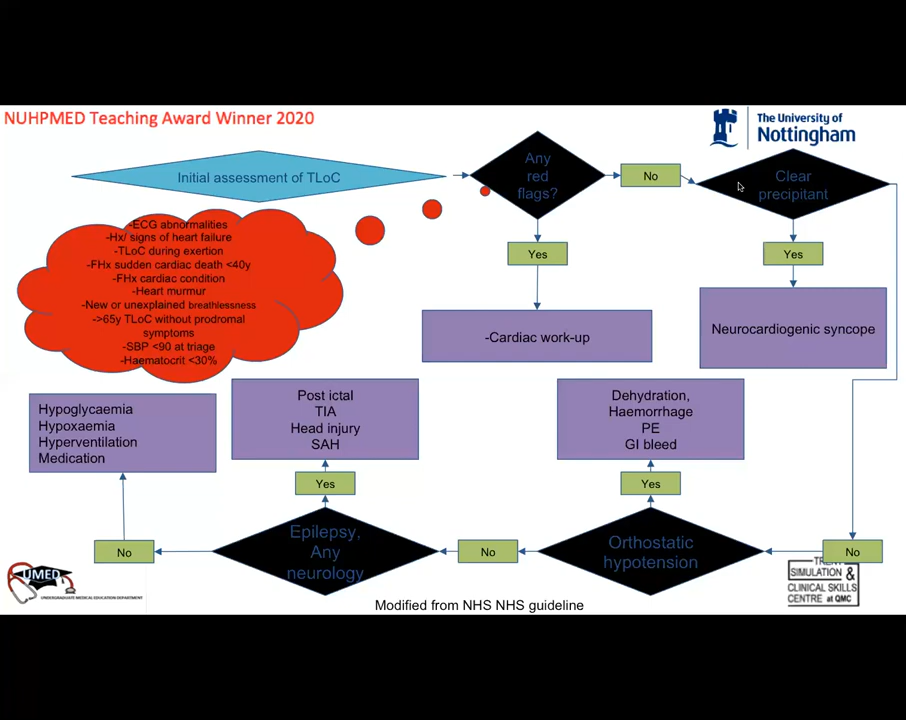 NUHPMED Teaching Award Winner 2020
The University of
Nottingham
Initial assessment of TLoC
Any
red
flags?
No
Clear
precipitant
Yes
Yes
-ECG abnormalities
-Hx/ signs of heart failure
-TLoC during exertion
-FHx sudden cardiac death <40y
-FHx cardiac condition
-Heart murmur
-New or unexplained breathlessness
->65y TLoC without prodromal
symptoms
-SBP <90 at triage
-Haematocrit <30%
-Cardiac work-up
Neurocardiogenic syncope
Hypoglycaemia
Hypoxaemia
Hyperventilation
Medication
Post ictal
TIA
Head injury
SAH
Dehydration,
Haemorrhage
PE
GI bleed
Yes
Yes
No
Epilepsy,
Any
neurology
No
Orthostatic
hypotension
No
UMED
UNDERGRADUATE MEDICAL EDUCATION DEPARTMENT
TRENT
SIMULATION &
CLINICAL SKILLS
CENTRE at QMC
Modified from NHS NHS guideline